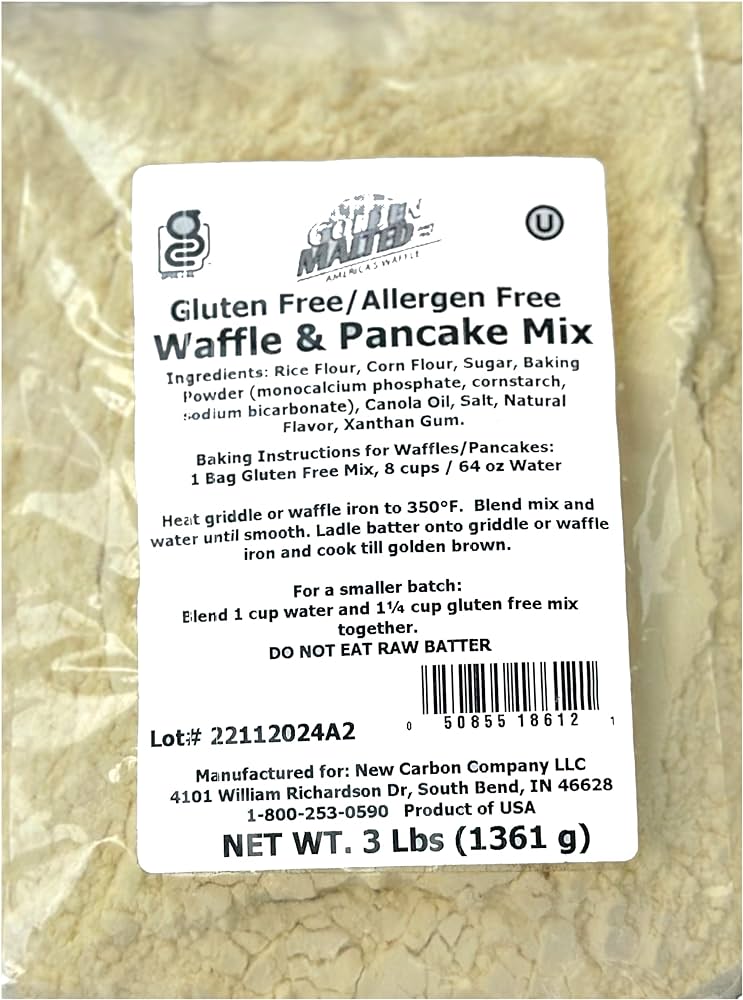 GOLDEN
MALTED
AMERICA'S WAFFLE
U
Gluten Free/Allergen Free
Waffle & Pancake Mix
Ingredients: Rice Flour, Corn Flour, Sugar, Baking
Powder (monocalcium phosphate, cornstarch,
sodium bicarbonate), Canola Oil, Salt, Natural
Flavor, Xanthan Gum.
Baking Instructions for Waffles/Pancakes:
1 Bag Gluten Free Mix, 8 cups / 64 oz Water
Heat griddle or waffle iron to 350°F. Blend mix and
water until smooth. Ladle batter onto griddle or waffle
iron and cook till golden brown.
For a smaller batch:
Blend 1 cup water and 1¼ cup gluten free mix
together.
DO NOT EAT RAW BATTER
0 50855 18612 1
Lot:# 22112024A2
Manufactured for: New Carbon Company LLC
4101 William Richardson Dr, South Bend, IN 46628
1-800-253-0590 Product of USA
NET WT. 3 Lbs (1361 g)